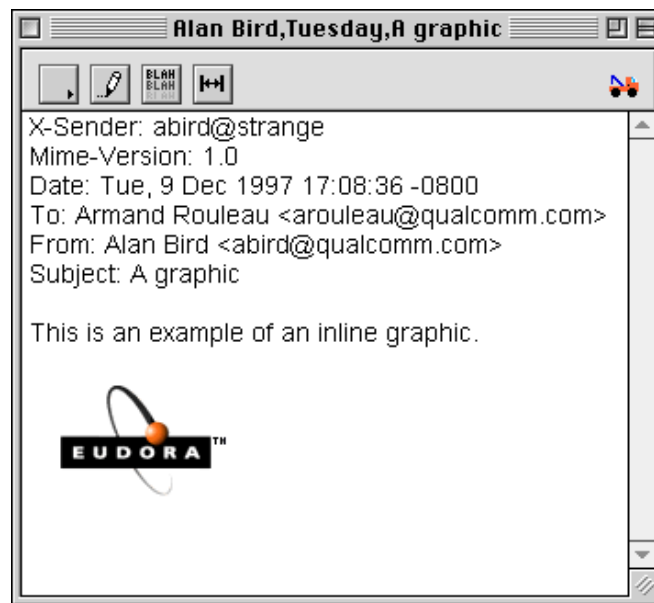 Alan Bird,Tuesday,A graphic
BLAH
BLAH
X-Sender: abird@strange
Mime-Version: 1.0
Date: Tue, 9 Dec 1997 17:08:36 -0800
To: Armand Rouleau <arouleau@qualcomm.com>
From: Alan Bird <abird@qualcomm.com>
Subject: A graphic
This is an example of an inline graphic.
EUDORA™